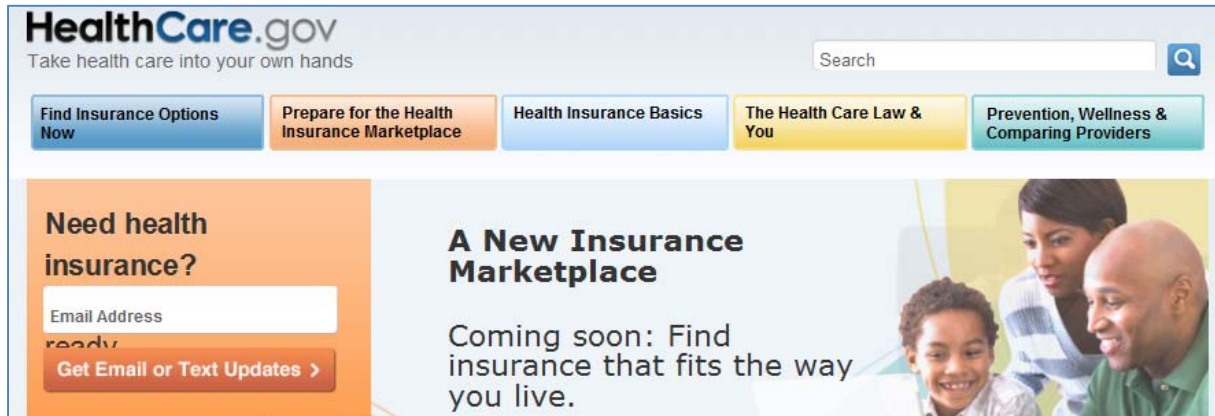 HealthCare.gov
Take health care into your own hands
Search
Find Insurance Options
Now
Prepare for the Health
Insurance Marketplace
Health Insurance Basics
The Health Care Law &
You
Prevention, Wellness &
Comparing Providers
Need health
insurance?
Email Address
ready
Get Email or Text Updates >
A New Insurance
Marketplace
Coming soon: Find
insurance that fits the way
you live.